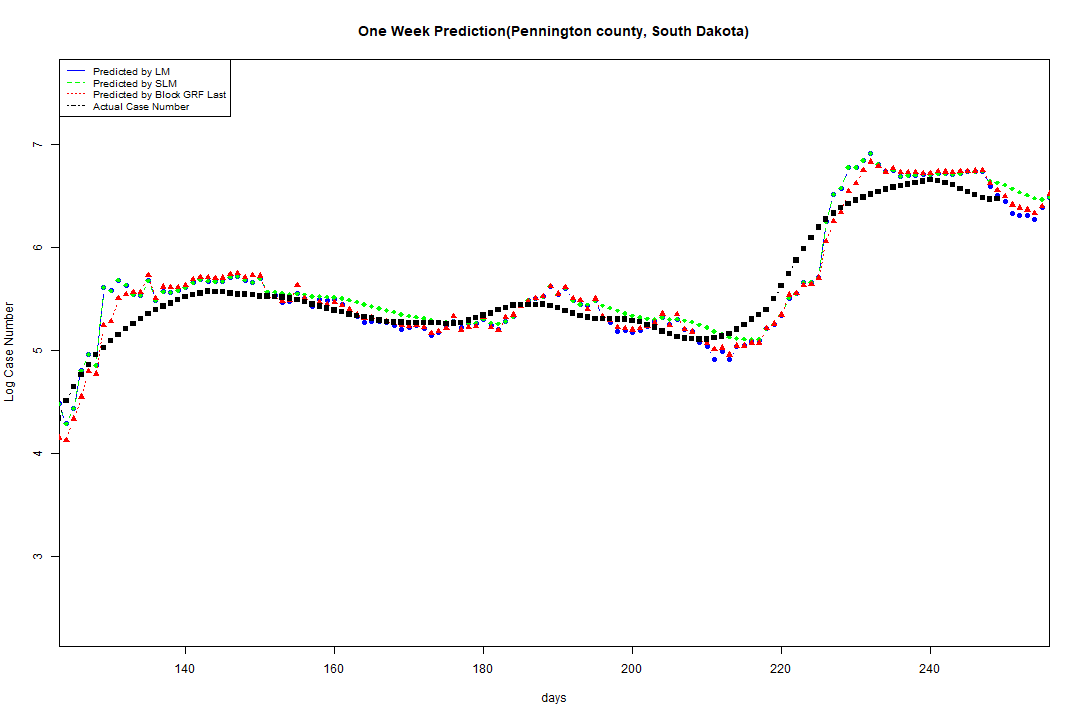 One Week Prediction(Pennington county, South Dakota)
Predicted by LM
Predicted by SLM
Predicted by Block GRF Last
Actual Case Number
7
6
5
4
3
Log Case Number
140 160 180 200 220 240
days